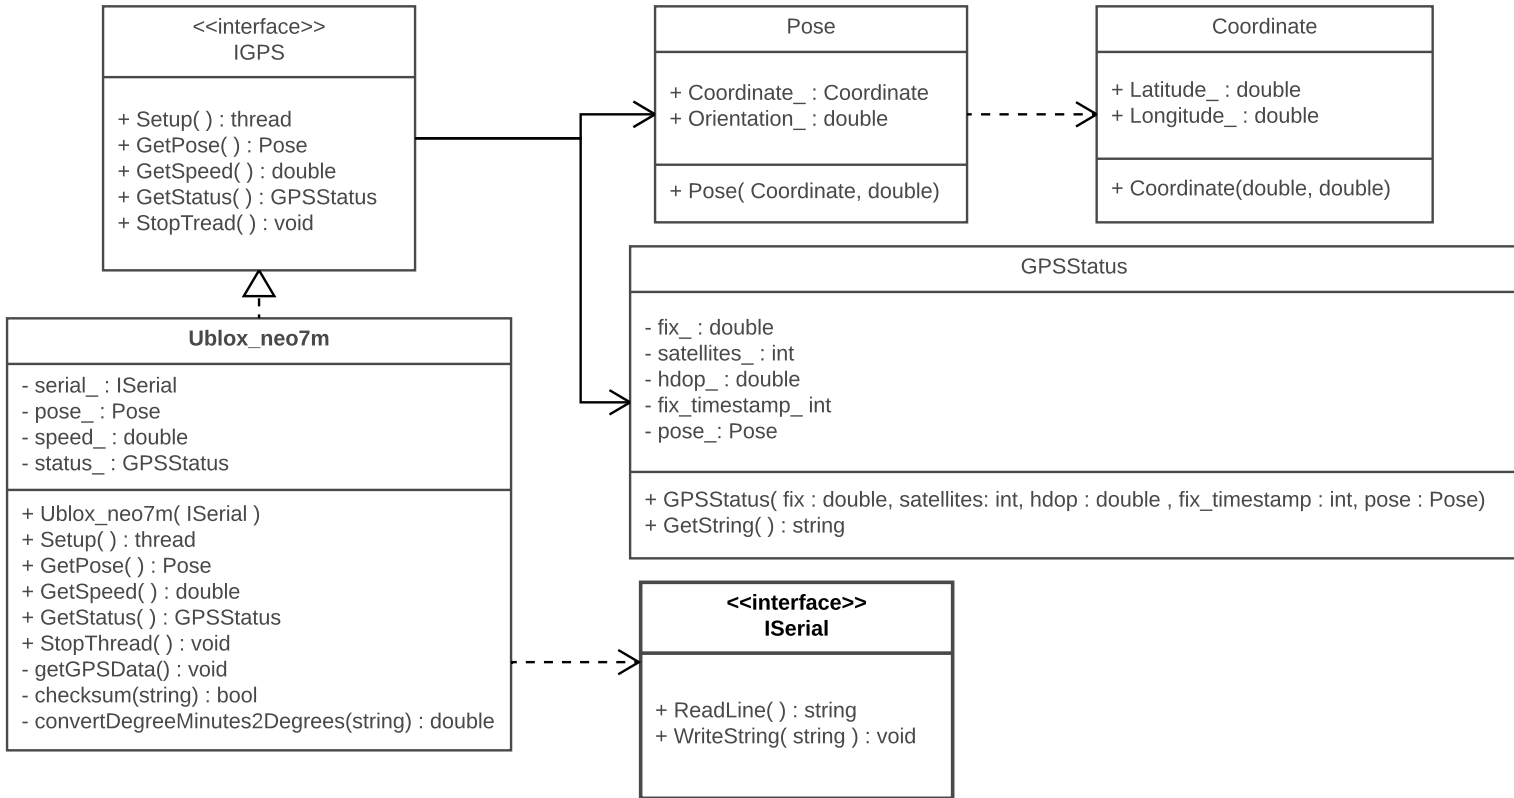 <<interface>>
IGPS
+ Setup( ) : thread
+ GetPose( ) : Pose
+ GetSpeed( ) : double
+ GetStatus( ) : GPSStatus
+ StopTread( ) : void
Pose
+ Coordinate_ : Coordinate
+ Orientation_ : double
+ Pose( Coordinate, double)
Coordinate
+ Latitude_ : double
+ Longitude_ : double
+ Coordinate(double, double)
GPSStatus
- fix_ : double
- satellites_ : int
- hdop_ : double
- fix_timestamp_ int
- pose_: Pose
+ GPSStatus( fix : double, satellites: int, hdop : double , fix_timestamp : int, pose : Pose)
+ GetString( ) : string
Ublox_neo7m
- serial_ : ISerial
- pose_ : Pose
- speed_ : double
- status_ : GPSStatus
+ Ublox_neo7m( ISerial )
+ Setup( ) : thread
+ GetPose( ) : Pose
+ GetSpeed( ) : double
+ GetStatus( ) : GPSStatus
+ StopThread( ) : void
- getGPSData() : void
- checksum(string) : bool
- convertDegreeMinutes2Degrees(string) : double
<<interface>>
ISerial
+ ReadLine( ) : string
+ WriteString( string ) : void